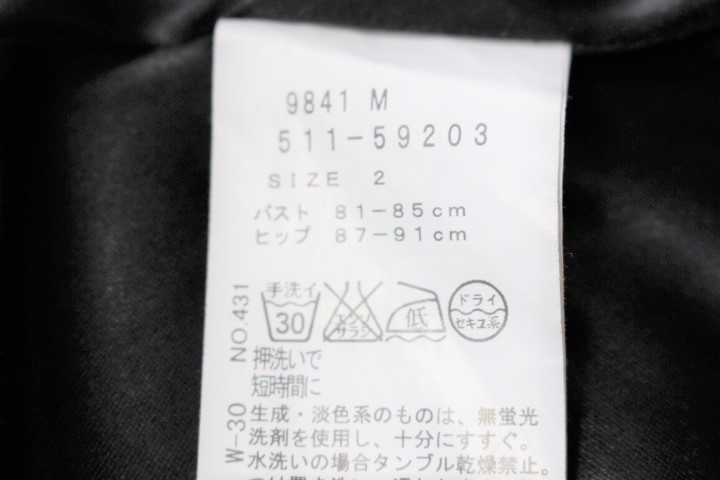 9841 M
511-59203
SIZE 2
バスト 81-85cm
ヒップ 87-91cm
手洗イ
30
エンソ
サラシ
低
ドライ
セキユ系
NO.431
押洗いで
短時間に
W-30
生成・淡色系のものは、無蛍光
洗剤を使用し、十分にすすぐ。
水洗いの場合タンブル乾燥禁止。